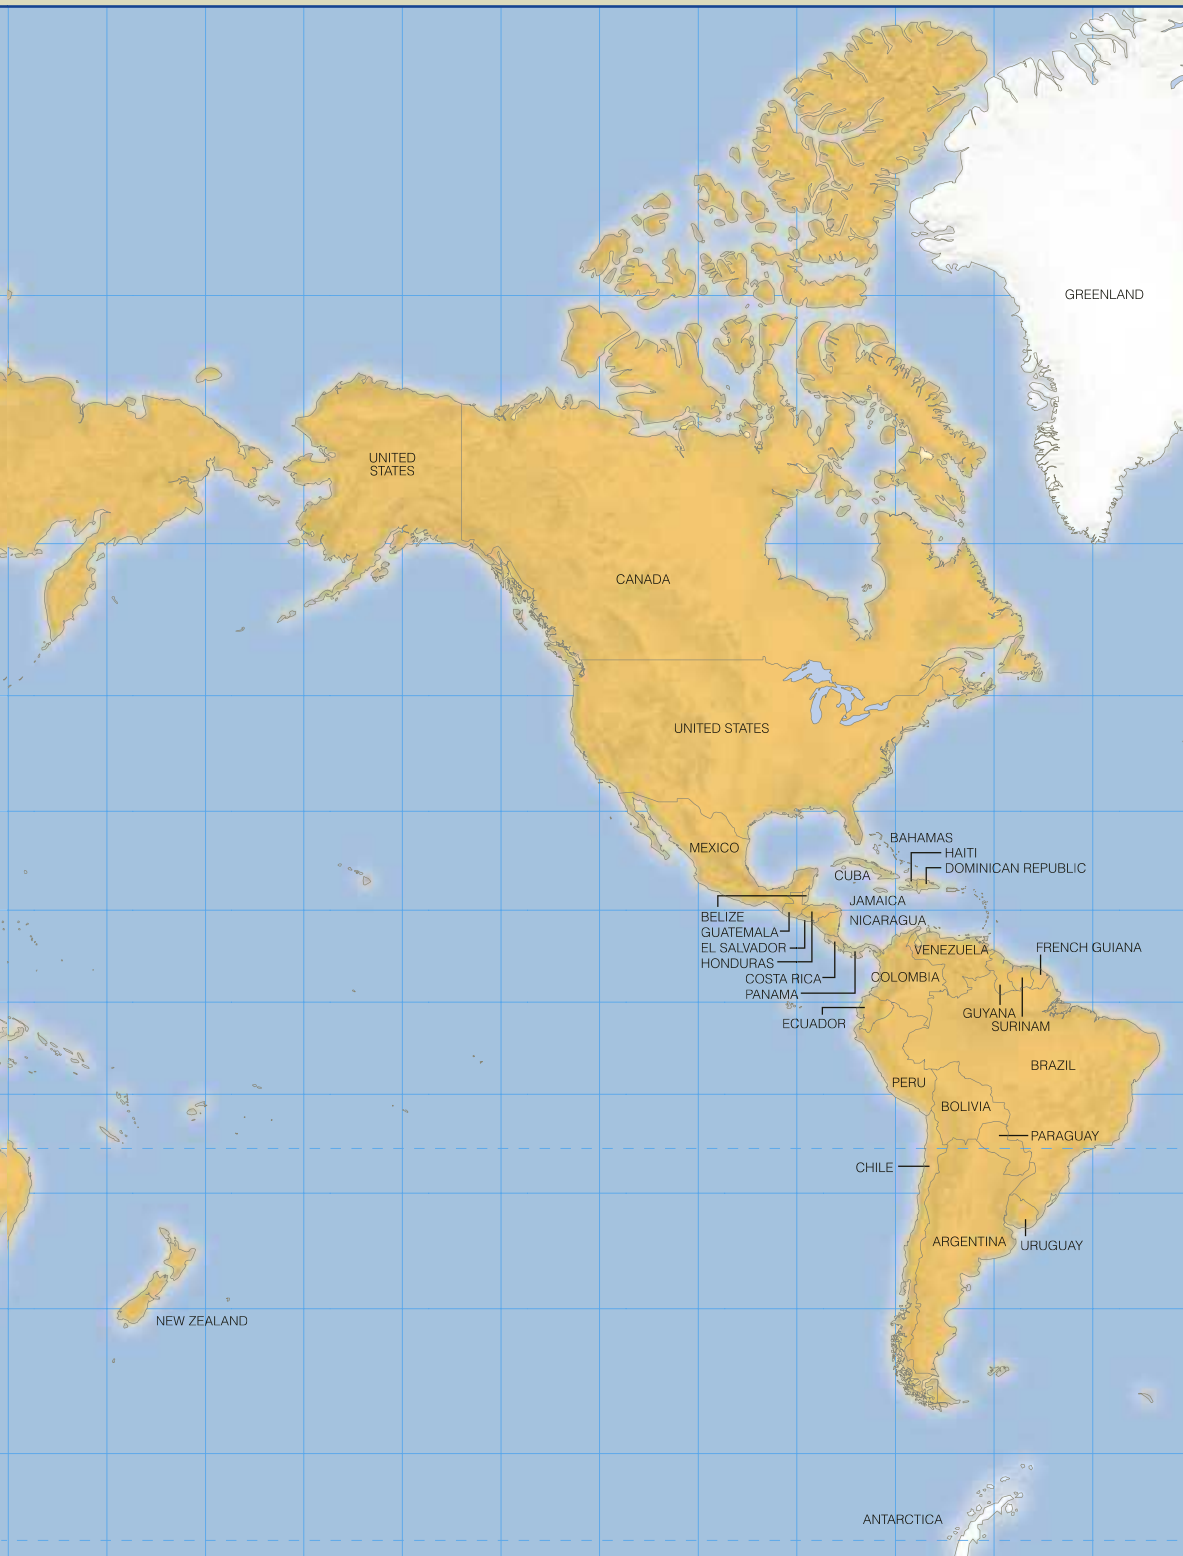 GREENLAND
UNITED
STATES
CANADA
UNITED STATES
BAHAMAS
MEXICO
HAITI
DOMINICAN REPUBLIC
CUBA
JAMAICA
BELIZE
NICARAGUA
GUATEMALA
EL SALVADOR
VENEZUELA
FRENCH GUIANA
HONDURAS
COSTA RICA
COLOMBIA
PANAMA
GUYANA
ECUADOR
SURINAM
BRAZIL
PERU
BOLIVIA
PARAGUAY
CHILE
ARGENTINA
URUGUAY
NEW ZEALAND
ANTARCTICA